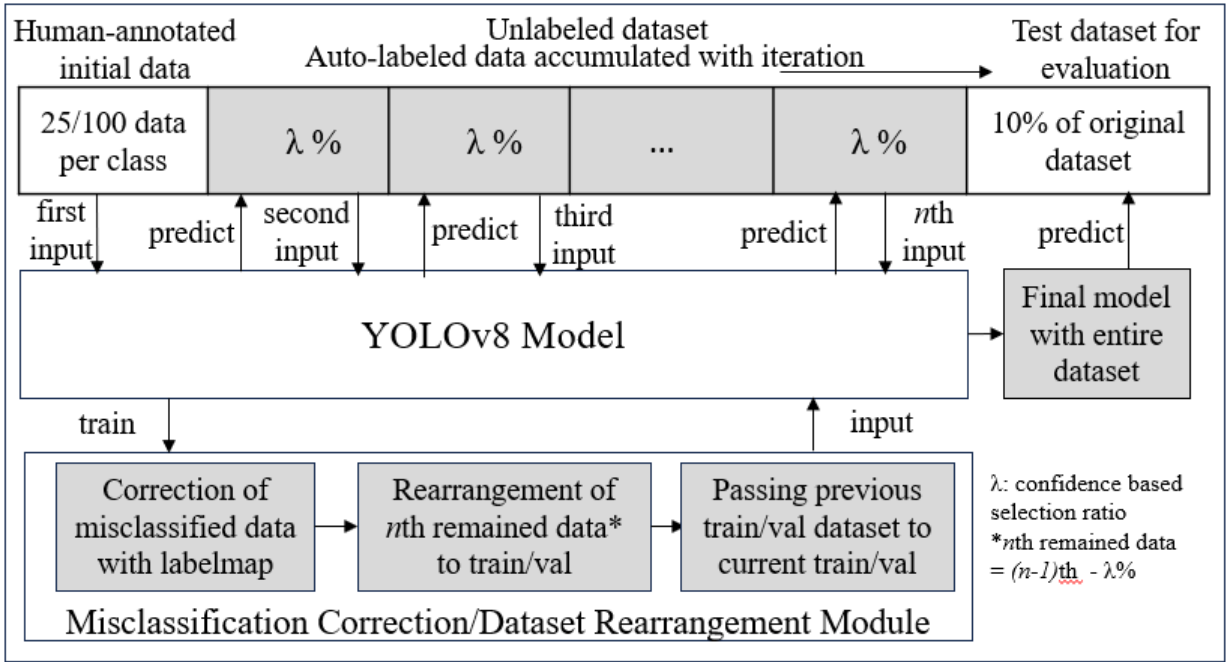 Human-annotated
initial data
Unlabeled dataset
Auto-labeled data accumulated with iteration
Test dataset for
evaluation
25/100 data
per class
λ %
λ %
...
λ %
10% of original
dataset
first
input
predict
second
input
predict
third
input
predict
nth
input
predict
YOLOv8 Model
Final model
with entire
dataset
train
input
Correction of
misclassified data
with labelmap
Rearrangement of
nth remained data*
to train/val
Passing previous
train/val dataset to
current train/val
Misclassification Correction/Dataset Rearrangement Module
λ: confidence based
selection ratio
*nth remained data
= (n-1)th - λ%